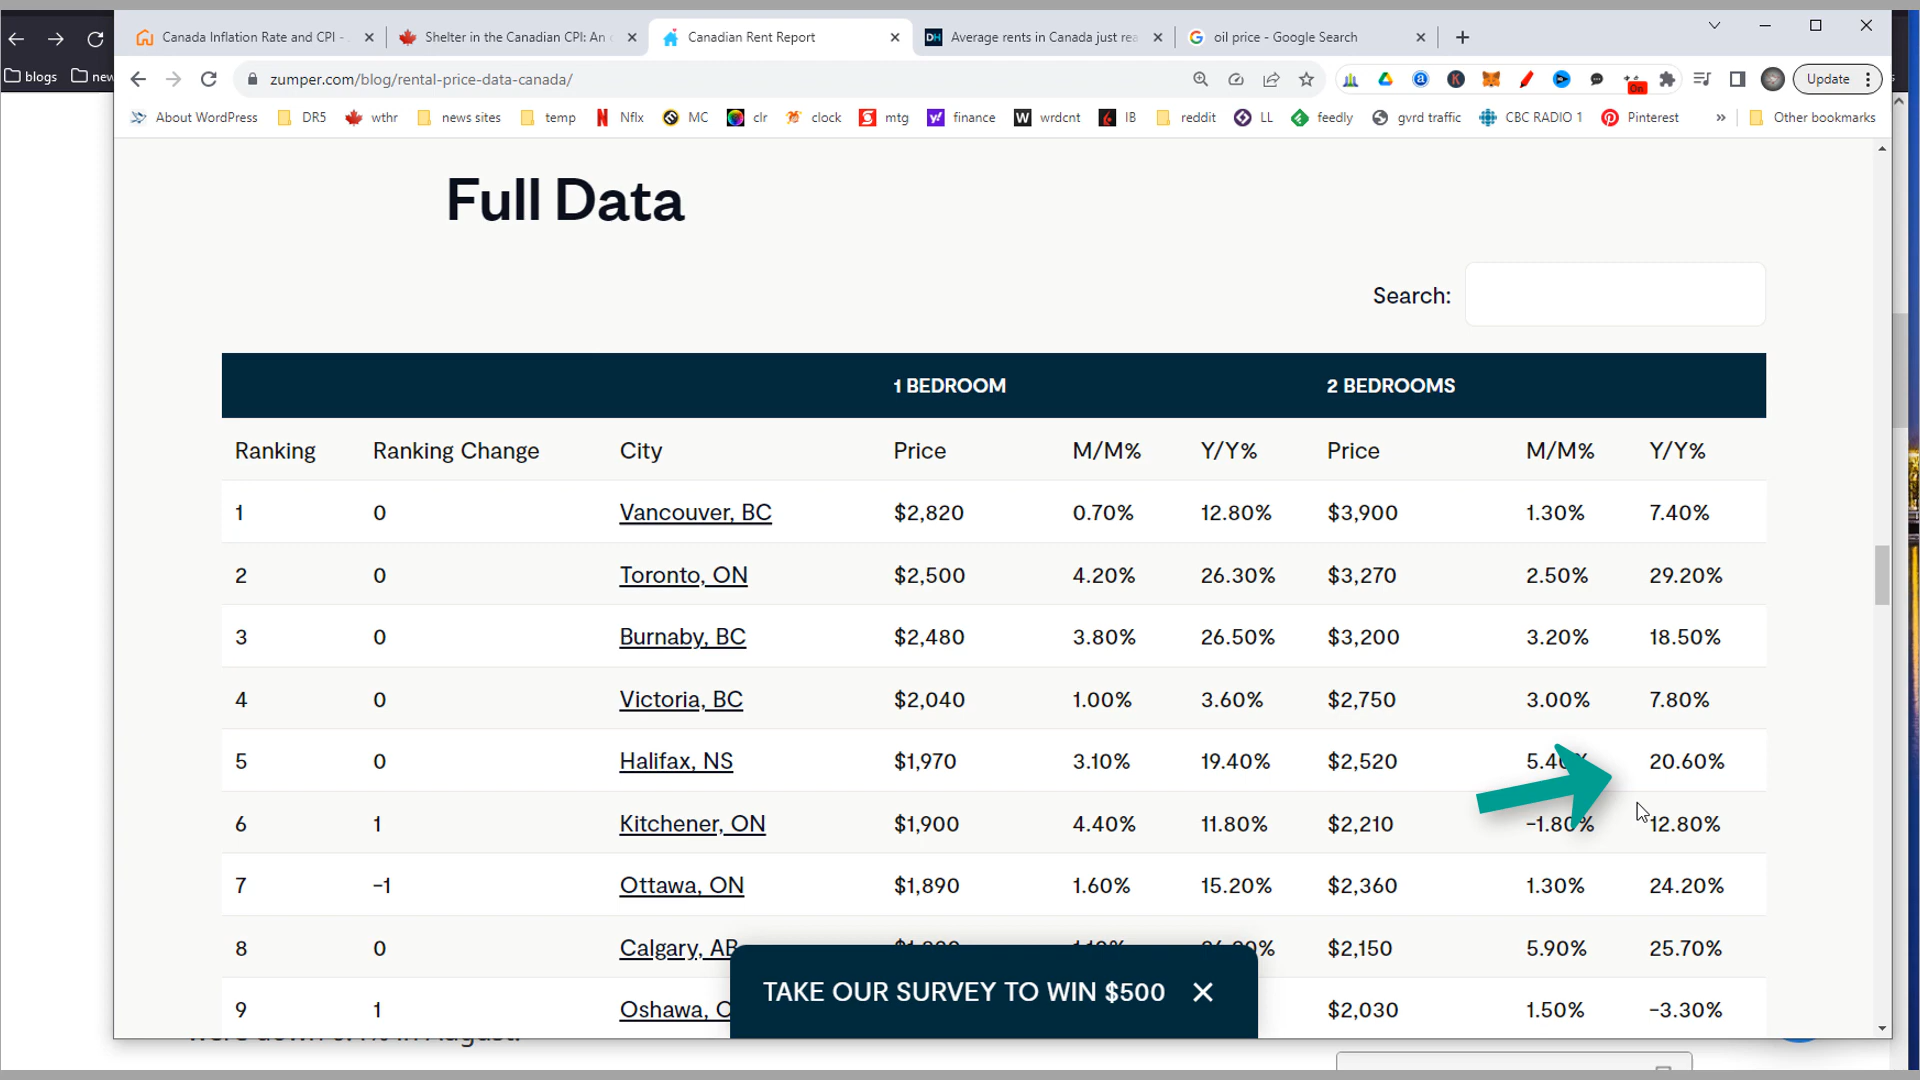 Canada Inflation Rate and CPI -
Shelter in the Canadian CPI: An
Canadian Rent Report
Average rents in Canada just rea
oil price - Google Search
blogs
new
zumper.com/blog/rental-price-data-canada/
On
Update
About WordPress
DR5
wthr
news sites
temp
Nflx
MC
clr
clock
mtg
finance
wrdcnt
IB
reddit
LL
feedly
gvrd traffic
CBC RADIO 1
Pinterest
»
Other bookmarks
Full Data
Search:
1 BEDROOM 2 BEDROOMS
Ranking Ranking Change City Price M/M% Y/Y% Price M/M% Y/Y%
1 0 Vancouver, BC $2,820 0.70% 12.80% $3,900 1.30% 7.40%
2 0 Toronto, ON $2,500 4.20% 26.30% $3,270 2.50% 29.20%
3 0 Burnaby, BC $2,480 3.80% 26.50% $3,200 3.20% 18.50%
4 0 Victoria, BC $2,040 1.00% 3.60% $2,750 3.00% 7.80%
5 0 Halifax, NS $1,970 3.10% 19.40% $2,520 5.40% 20.60%
6 1 Kitchener, ON $1,900 4.40% 11.80% $2,210 -1.80% 12.80%
7 -1 Ottawa, ON $1,890 1.60% 15.20% $2,360 1.30% 24.20%
8 0 Calgary, AB $2,150 5.90% 25.70%
9 1 Oshawa, $2,030 1.50% -3.30%
TAKE OUR SURVEY TO WIN $500